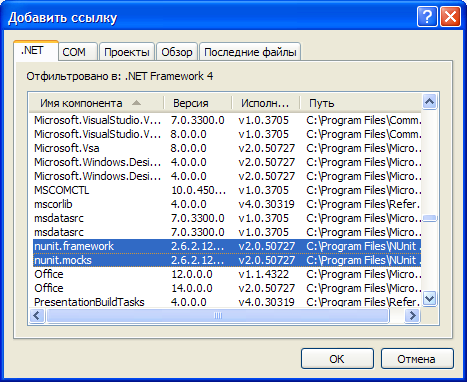 Добавить ссылку
.NET COM Проекты Обзор Последние файлы
Отфильтровано в: .NET Framework 4
Имя компонента Версия Исполн... Путь
Microsoft.VisualStudio.V... 7.0.3300.0 v1.0.3705 C:\Program Files\Comm...
Microsoft.VisualStudio.V... 8.0.0.0 v2.0.50727 C:\Program Files\Comm...
Microsoft.Vsa 8.0.0.0 v2.0.50727 C:\Program Files\Micro...
Microsoft.Windows.Desi... 8.0.0.0 v2.0.50727 C:\Program Files\Micro...
Microsoft.Windows.Desi... 8.0.0.0 v2.0.50727 C:\Program Files\Micro...
MSCOMCTL 10.0.450... v1.0.3705 C:\Program Files\Micro...
mscorlib 4.0.0.0 v4.0.30319 C:\Program Files\Refer...
msdatasrc 7.0.3300.0 v1.0.3705 C:\Program Files\Micro...
msdatasrc 7.0.3300.0 v1.0.3705 C:\Program Files\Micro...
nunit.framework 2.6.2.12... v2.0.50727 C:\Program Files\NUnit ...
nunit.mocks 2.6.2.12... v2.0.50727 C:\Program Files\NUnit ...
Office 12.0.0.0 v1.1.4322 C:\Program Files\Micro...
Office 14.0.0.0 v2.0.50727 C:\Program Files\Micro...
PresentationBuildTasks 4.0.0.0 v4.0.30319 C:\Program Files\Refer...
OK Отмена